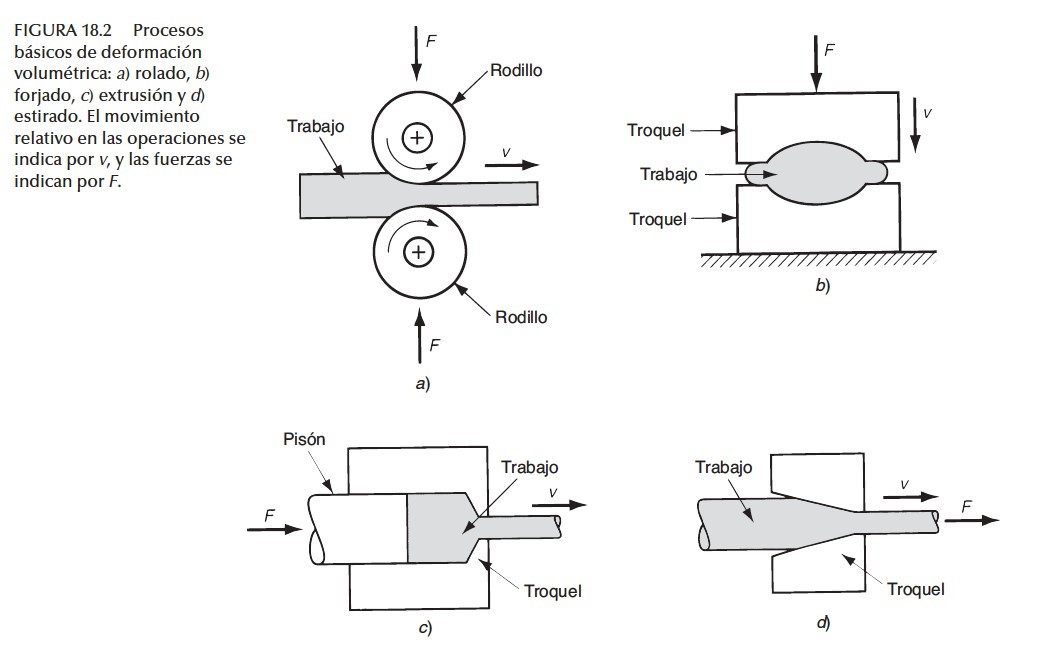 FIGURA 18.2 Procesos
básicos de deformación
volumétrica: a) rolado, b)
forjado, c) extrusión y d)
estirado. El movimiento
relativo en las operaciones se
indica por v, y las fuerzas se
indican por F.
F
Rodillo
Trabajo
v
Rodillo
F
a)
F
v
Troquel
Trabajo
Troquel
b)
Pisón
Trabajo
v
F
Troquel
c)
Trabajo
v
F
Troquel
d)